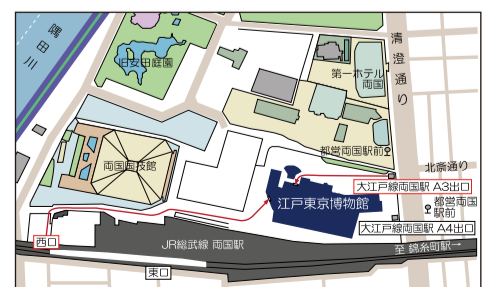 隅田川
旧安田庭園
清澄通り
第一ホテル
両国
都営両国駅前
北斎通り
両国国技館
大江戸線両国駅 A3出口
江戸東京博物館
都営両国
駅前
大江戸線両国駅 A4出口
西口
JR総武線 両国駅
至 錦糸町駅→
東口